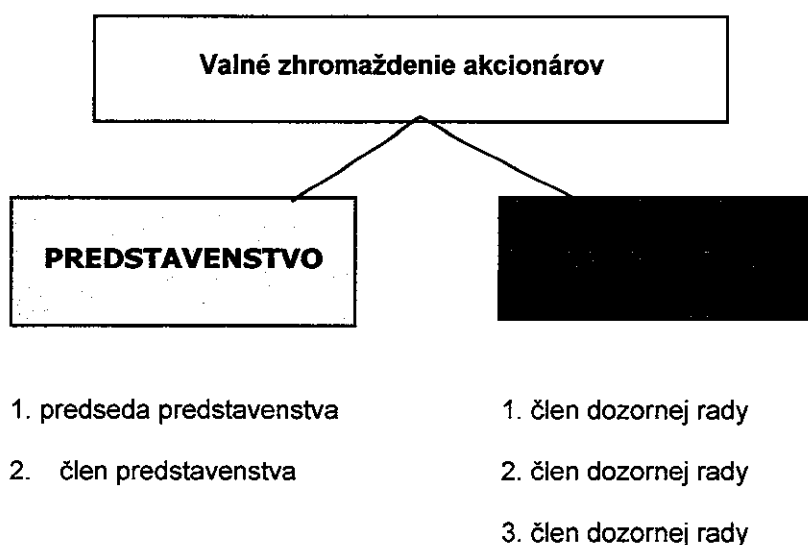 Valné zhromaždenie akcionárov
PREDSTAVENSTVO
1. predseda predstavenstva
2. člen predstavenstva
1. člen dozornej rady
2. člen dozornej rady
3. člen dozornej rady